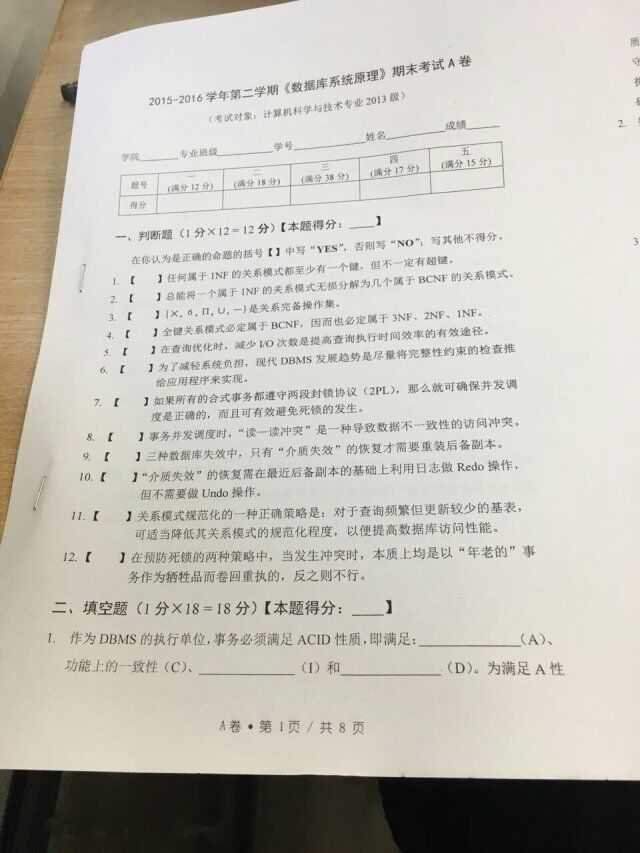 2015-2016 学年第二学期《数据库系统原理》期末考试 A 卷
（考试对象：计算机科学与技术专业 2013 级）
学院______ 专业班级________ 学号____________ 姓名________ 成绩_____
题号 一 (满分 12 分) 二 (满分 18 分) 三 (满分 38 分) 四 (满分 17 分) 五 (满分 15 分)
得分
一、判断题（1 分×12 = 12 分）【本题得分：____】
在你认为是正确的命题的括号【】中写 “YES”，否则写 “NO”；写其他不得分。
1. 【 】任何属于 1NF 的关系模式都至少有一个键，但不一定有超键。
2. 【 】总能将一个属于 1NF 的关系模式无损分解为几个属于 BCNF 的关系模式。
3. 【 】{×, σ, Π, ∪, —} 是关系完备操作集。
4. 【 】全键关系模式必定属于 BCNF，因而也必定属于 3NF、2NF、1NF。
5. 【 】在查询优化时，减少 I/O 次数是提高查询执行时间效率的有效途径。
6. 【 】为了减轻系统负担，现代 DBMS 发展趋势是尽量将完整性约束的检查推
给应用程序来实现。
7. 【 】如果所有的合式事务都遵守两段封锁协议（2PL），那么就可确保并发调
度是正确的，而且可有效避免死锁的发生。
8. 【 】事务并发调度时，“读—读冲突” 是一种导致数据不一致性的访问冲突。
9. 【 】三种数据库失效中，只有 “介质失效” 的恢复才需要重装后备副本。
10. 【 】“介质失效” 的恢复需在最近后备副本的基础上利用日志做 Redo 操作，
但不需要做 Undo 操作。
11. 【 】关系模式规范化的一种正确策略是：对于查询频繁但更新较少的基表，
可适当降低其关系模式的规范化程度，以便提高数据库访问性能。
12. 【 】在预防死锁的两种策略中，当发生冲突时，本质上均是以 “年老的” 事
务作为牺牲品而卷回重执的，反之则不行。
二、填空题（1 分×18 = 18 分）【本题得分：____】
1. 作为 DBMS 的执行单位，事务必须满足 ACID 性质，即满足：______________（A）、
功能上的一致性（C）、______________（I）和______________（D）。为满足 A 性
A 卷 • 第 1 页 / 共 8 页
质
守
2.
3